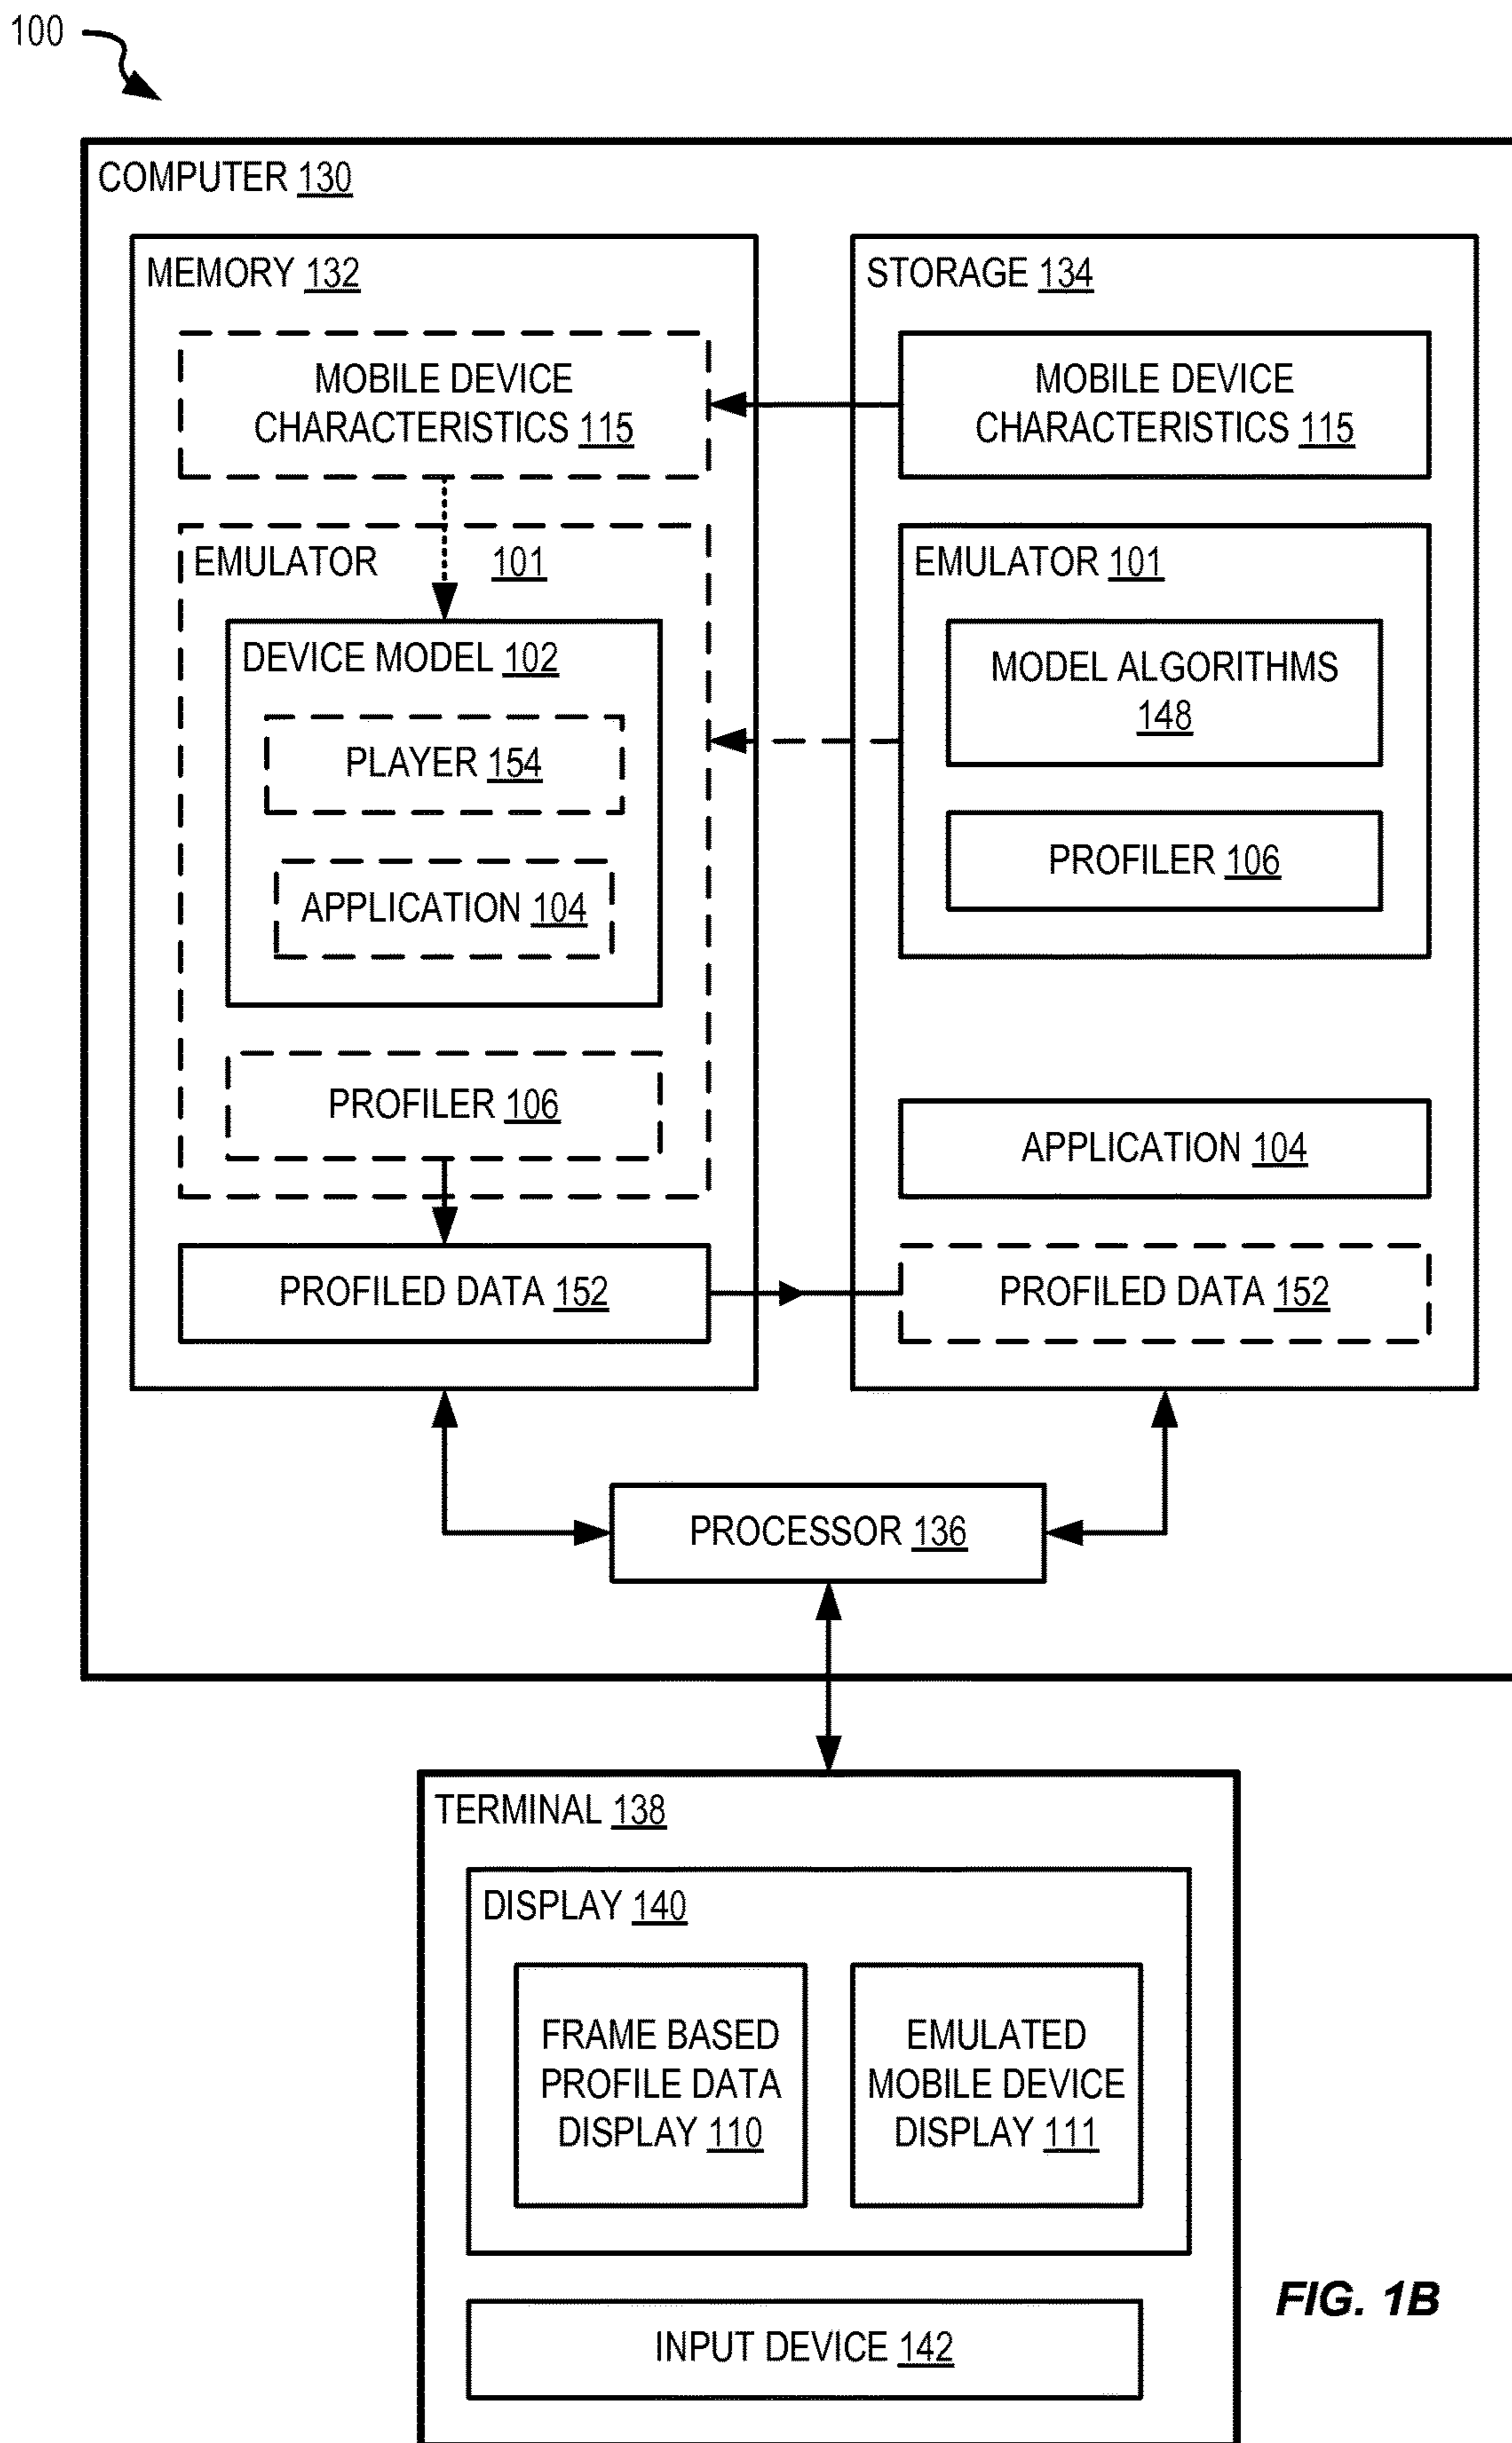 100
COMPUTER 130
MEMORY 132
MOBILE DEVICE
CHARACTERISTICS 115
EMULATOR 101
DEVICE MODEL 102
PLAYER 154
APPLICATION 104
PROFILER 106
PROFILED DATA 152
STORAGE 134
MOBILE DEVICE
CHARACTERISTICS 115
EMULATOR 101
MODEL ALGORITHMS
148
PROFILER 106
APPLICATION 104
PROFILED DATA 152
PROCESSOR 136
TERMINAL 138
DISPLAY 140
FRAME BASED
PROFILE DATA
DISPLAY 110
EMULATED
MOBILE DEVICE
DISPLAY 111
INPUT DEVICE 142
FIG. 1B